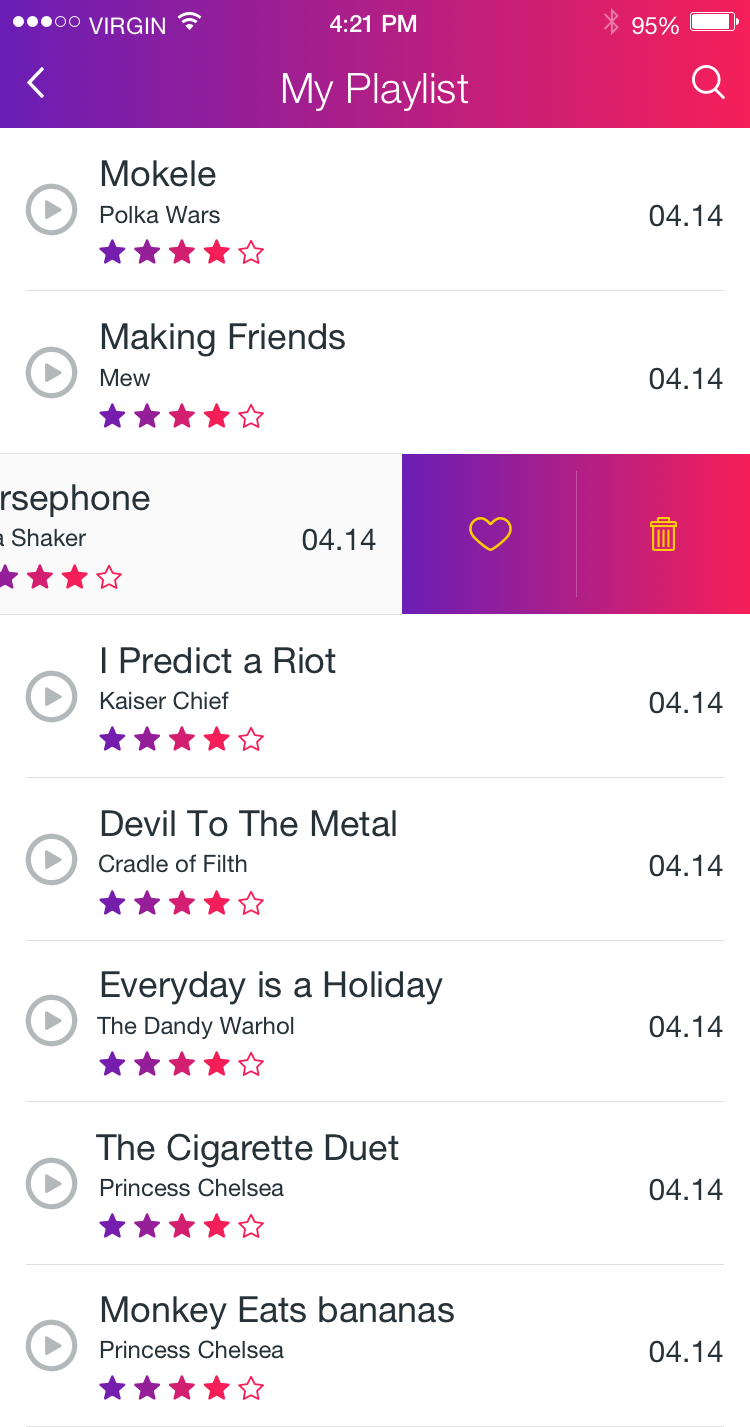 VIRGIN 4:21 PM 95%
My Playlist
Mokele
Polka Wars
04.14
Making Friends
Mew
04.14
rsephone
a Shaker
04.14
I Predict a Riot
Kaiser Chief
04.14
Devil To The Metal
Cradle of Filth
04.14
Everyday is a Holiday
The Dandy Warhol
04.14
The Cigarette Duet
Princess Chelsea
04.14
Monkey Eats bananas
Princess Chelsea
04.14